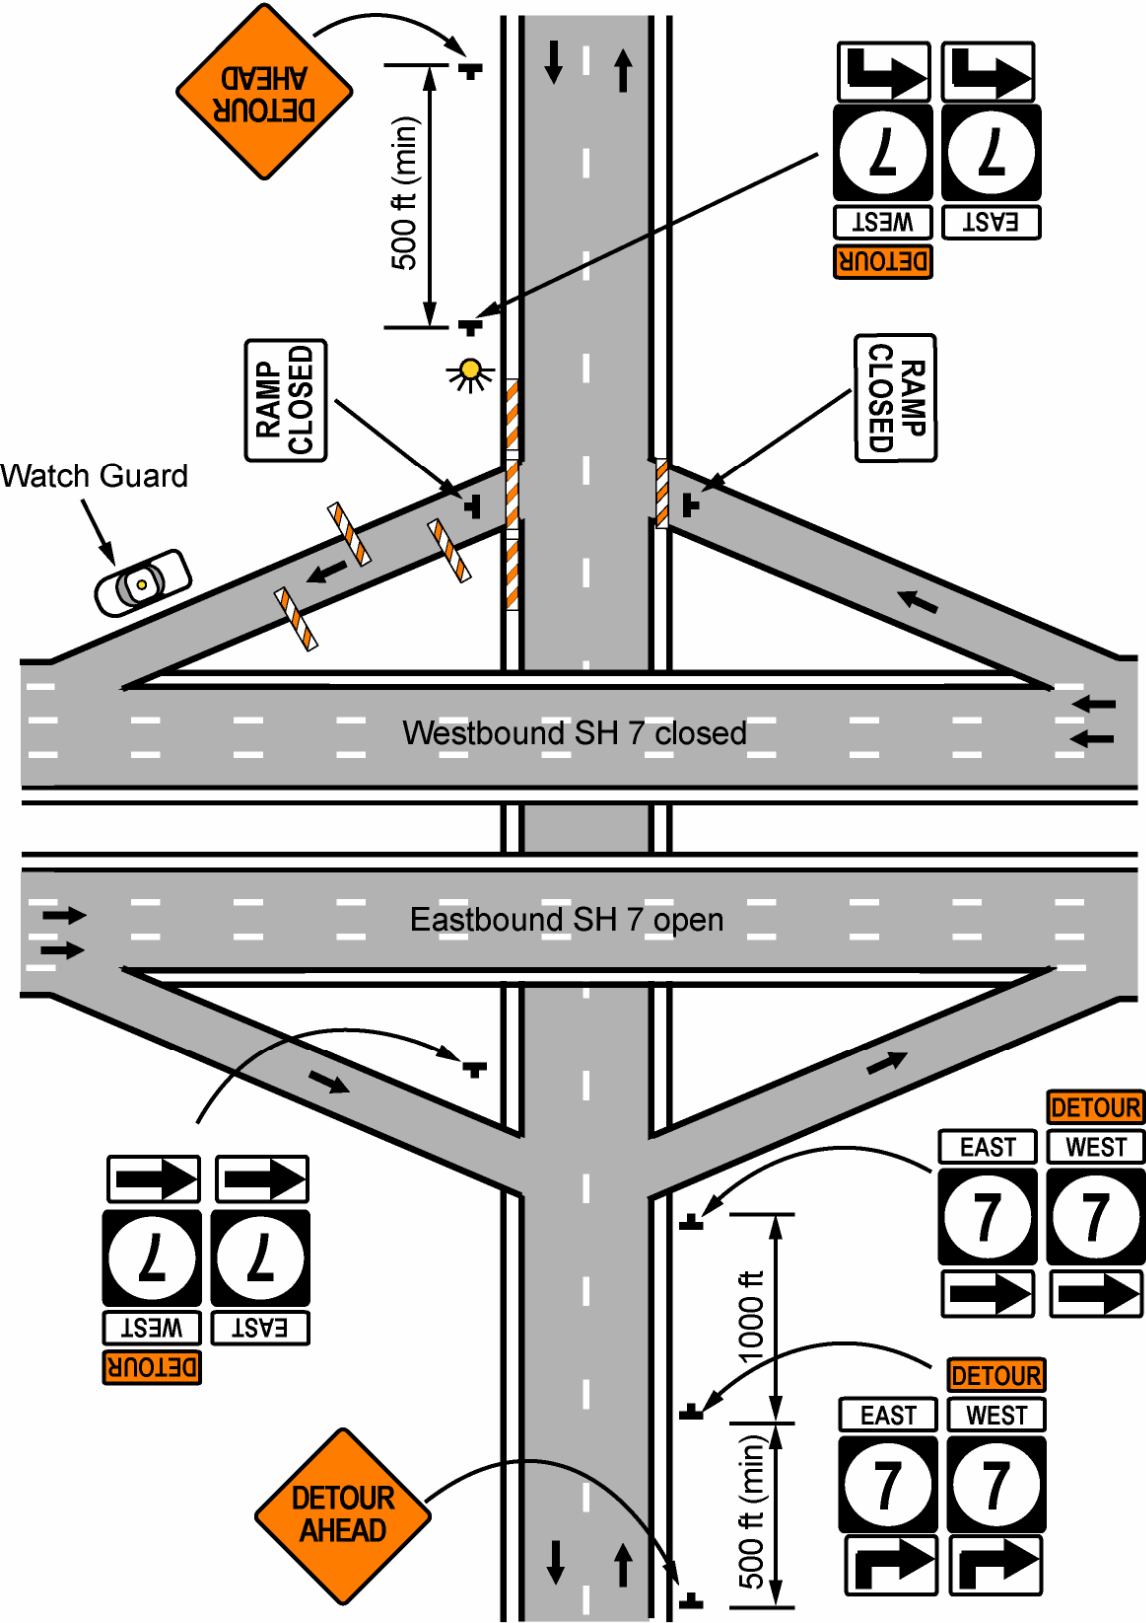 DETOUR
AHEAD
500 ft (min)
7
7
WEST
EAST
DETOUR
RAMP
CLOSED
RAMP
CLOSED
Watch Guard
Westbound SH 7 closed
Eastbound SH 7 open
7
7
WEST
EAST
DETOUR
DETOUR
EAST
WEST
7
7
1000 ft
DETOUR
EAST
WEST
7
7
500 ft (min)
DETOUR
AHEAD